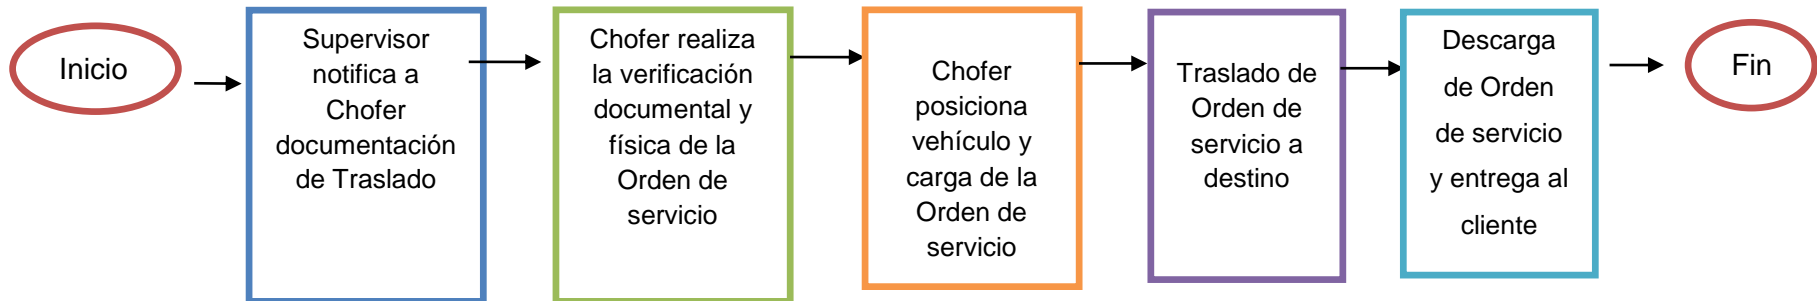 Inicio
Supervisor
notifica a
Chofer
documentación
de Traslado
Chofer realiza
la verificación
documental y
física de la
Orden de
servicio
Chofer
posiciona
vehículo y
carga de la
Orden de
servicio
Traslado de
Orden de
servicio a
destino
Descarga
de Orden
de servicio
y entrega al
cliente
Fin